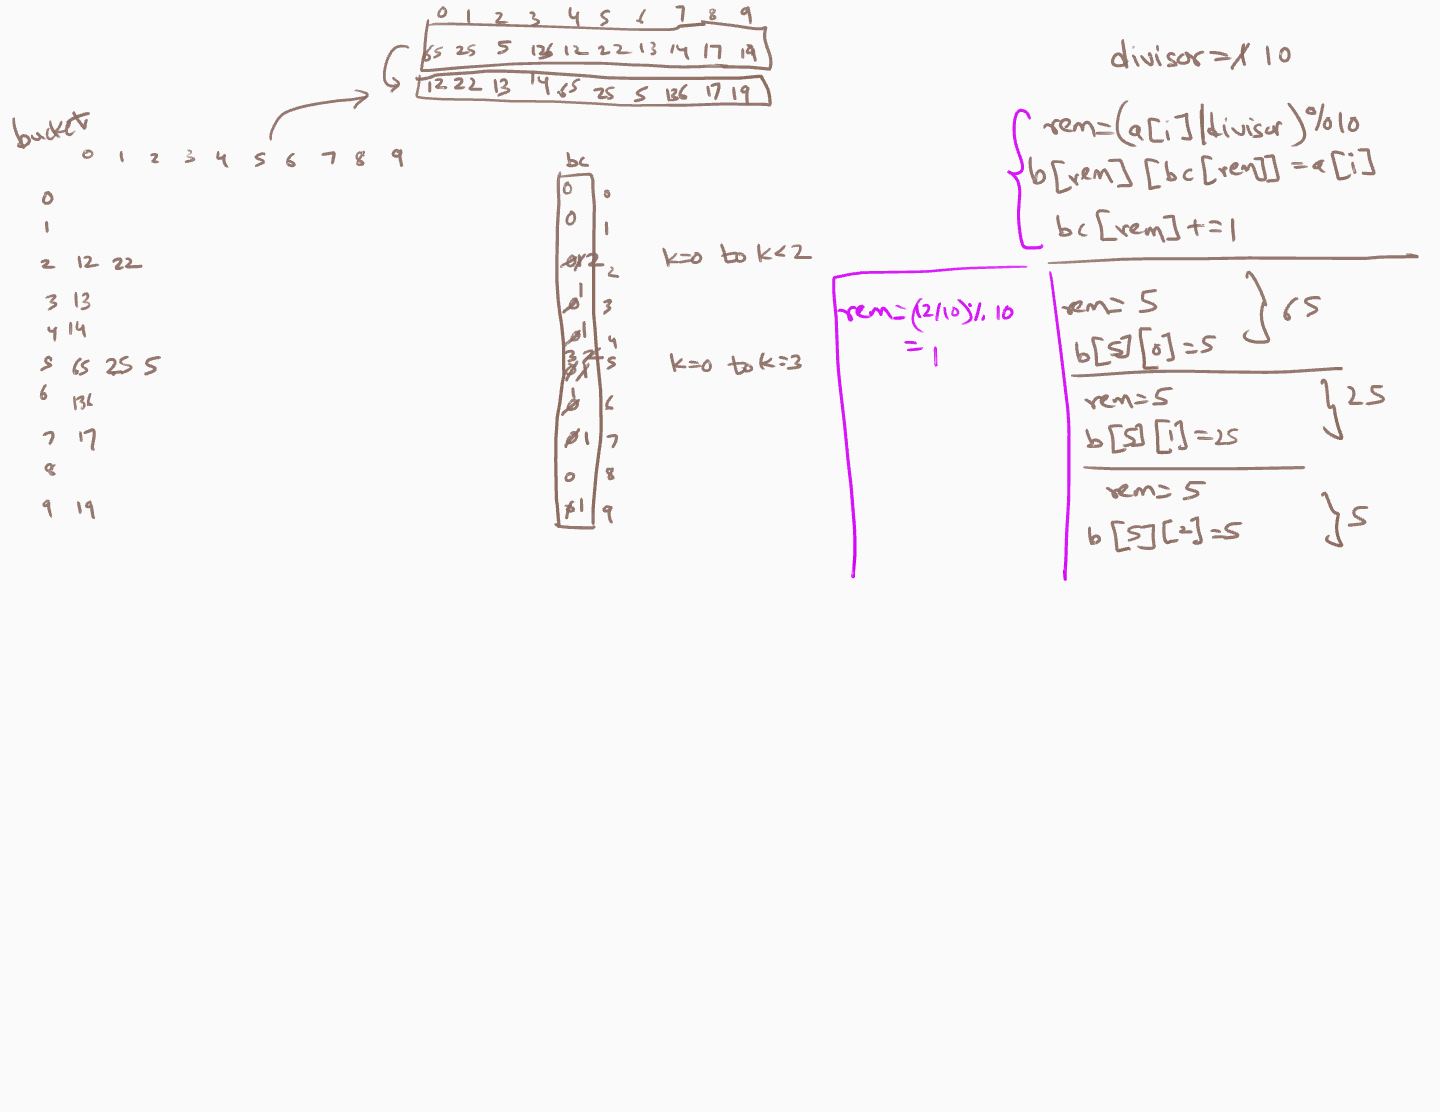 0 1 2 3 4 5 6 7 8 9
65 25 5 136 12 22 13 14 17 19
12 22 13 14 65 25 5 136 17 19
bucket
0 1 2 3 4 5 6 7 8 9
0
1
2 12 22
3 13
4 14
5 65 25 5
6 136
7 17
8
9 19
bc
0 0
0 1
0 1 2 2
0 1 3
0 1 4
0 1 2 3 5
0 1 6
0 1 7
0 8
0 1 9
k=0 to k<2
k=0 to k=3
divisor=1 10
rem=(a[i]/divisor)%10
b[rem][bc[rem]]=a[i]
bc[rem]+=1
rem=(12/10)%10
=1
rem=5
b[5][0]=5
65
rem=5
b[5][1]=25
25
rem=5
b[5][2]=5
5